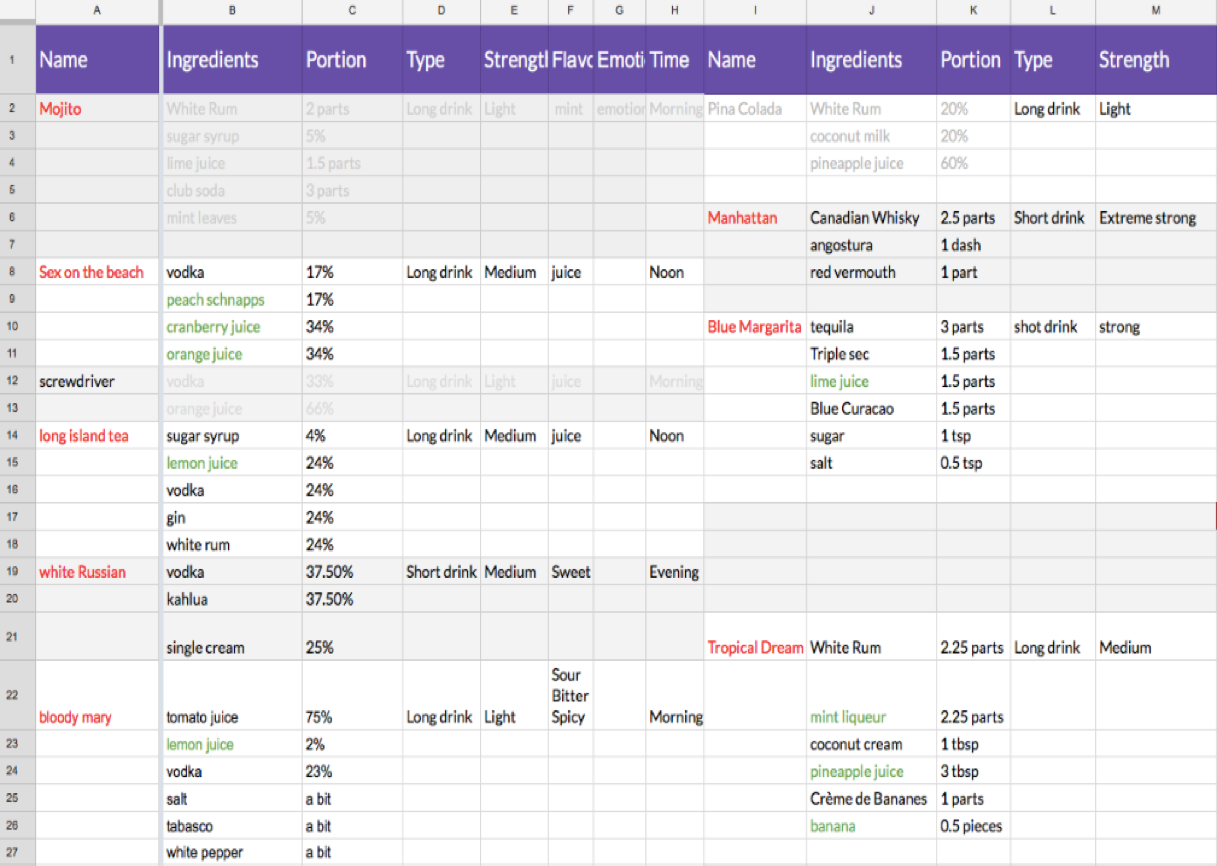 A B C D E F G H I J K L M
1 Name Ingredients Portion Type Strengtl Flavc Emoti Time Name Ingredients Portion Type Strength
2 Mojito White Rum 2 parts Long drink Light mint emotion Morning Pina Colada White Rum 20% Long drink Light
3 sugar syrup 5% coconut milk 20%
4 lime juice 1.5 parts pineapple juice 60%
5 club soda 3 parts
6 mint leaves 5% Manhattan Canadian Whisky 2.5 parts Short drink Extreme strong
7 angostura 1 dash
8 Sex on the beach vodka 17% Long drink Medium juice Noon red vermouth 1 part
9 peach schnapps 17%
10 cranberry juice 34% Blue Margarita tequila 3 parts shot drink strong
11 orange juice 34% Triple sec 1.5 parts
12 screwdriver vodka 33% Long drink Light juice Morning lime juice 1.5 parts
13 orange juice 66% Blue Curacao 1.5 parts
14 long island tea sugar syrup 4% Long drink Medium juice Noon sugar 1 tsp
15 lemon juice 24% salt 0.5 tsp
16 vodka 24%
17 gin 24%
18 white rum 24%
19 white Russian vodka 37.50% Short drink Medium Sweet Evening
20 kahlua 37.50%
21 single cream 25% Tropical Dream White Rum 2.25 parts Long drink Medium
Sour
22 Bitter
bloody mary tomato juice 75% Long drink Light Spicy Morning mint liqueur 2.25 parts
23 lemon juice 2% coconut cream 1 tbsp
24 vodka 23% pineapple juice 3 tbsp
25 salt a bit Crème de Bananes 1 parts
26 tabasco a bit banana 0.5 pieces
27 white pepper a bit